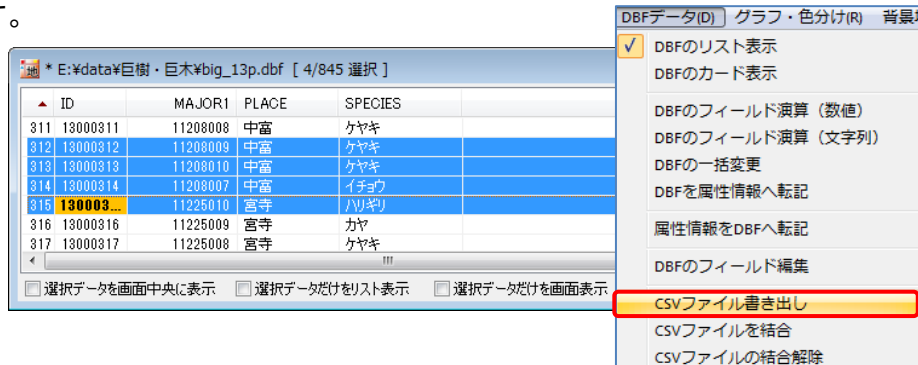 。
* E:¥data¥巨樹・巨木¥big_13p.dbf [ 4/845 選択 ]
ID MAJOR1 PLACE SPECIES
311 13000311 11208008 中富 ケヤキ
312 13000312 11208009 中富 ケヤキ
313 13000313 11208010 中富 ケヤキ
314 13000314 11208007 中富 イチョウ
315 130003... 11225010 宮寺 ハリギリ
316 13000316 11225009 宮寺 カヤ
317 13000317 11225008 宮寺 ケヤキ
選択データを画面中央に表示 選択データだけをリスト表示 選択データだけを画面表示
DBFデータ(D) グラフ・色分け(R) 背景
DBFのリスト表示
DBFのカード表示
DBFのフィールド演算（数値）
DBFのフィールド演算（文字列）
DBFの一括変更
DBFを属性情報へ転記
属性情報をDBFへ転記
DBFのフィールド編集
CSVファイル書き出し
CSVファイルを結合
CSVファイルの結合解除